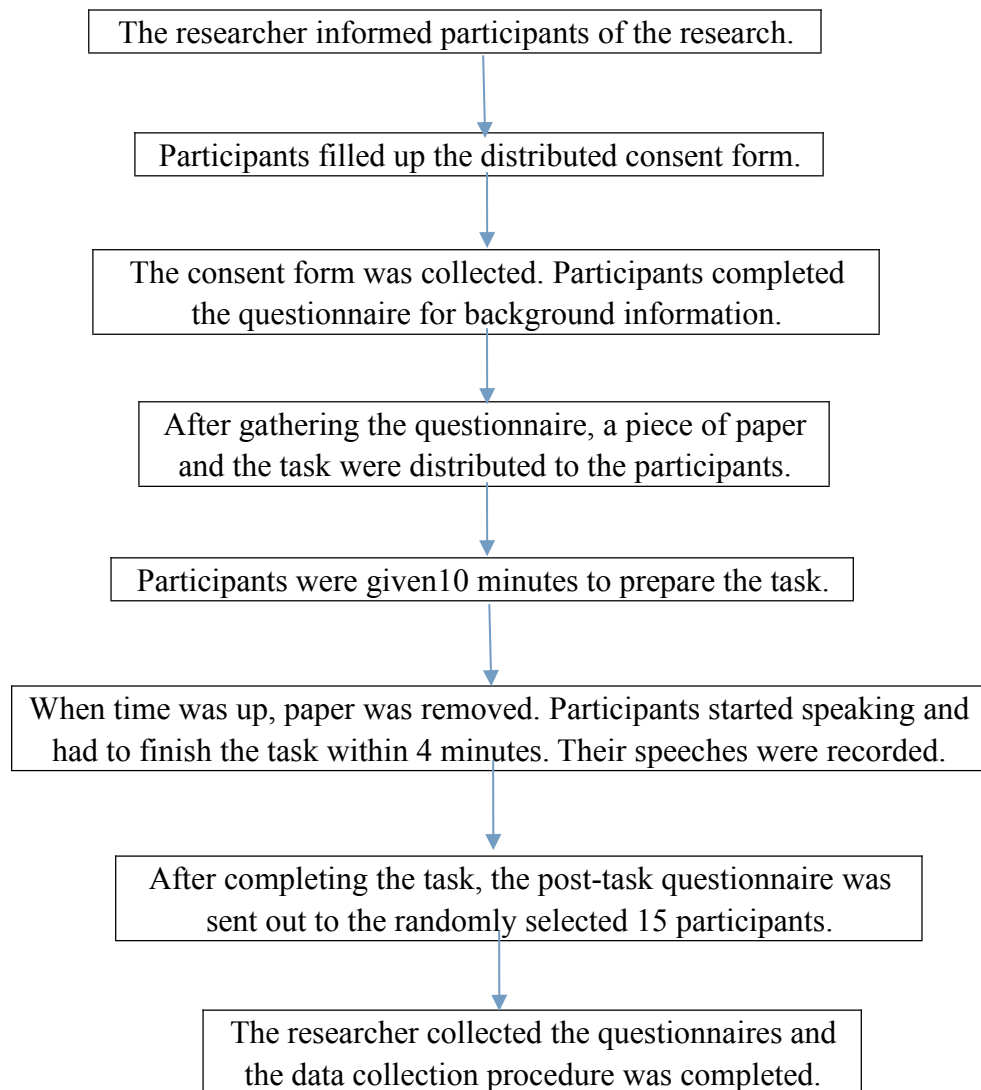 The researcher informed participants of the research.
Participants filled up the distributed consent form.
The consent form was collected. Participants completed
the questionnaire for background information.
After gathering the questionnaire, a piece of paper
and the task were distributed to the participants.
Participants were given10 minutes to prepare the task.
When time was up, paper was removed. Participants started speaking and
had to finish the task within 4 minutes. Their speeches were recorded.
After completing the task, the post-task questionnaire was
sent out to the randomly selected 15 participants.
The researcher collected the questionnaires and
the data collection procedure was completed.